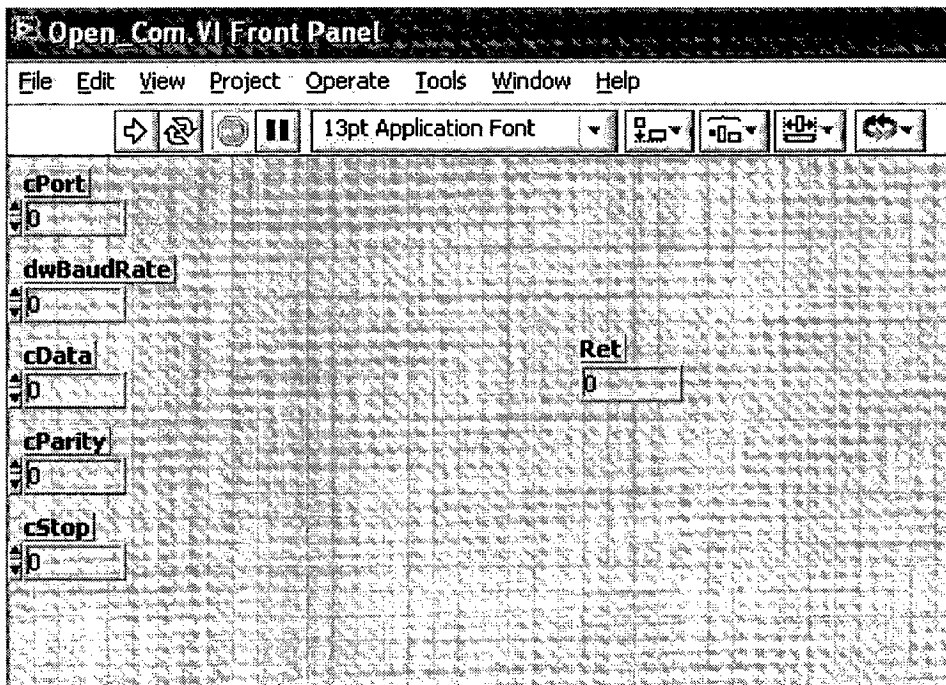 Open_Com.VI Front Panel
File Edit View Project Operate Tools Window Help
13pt Application Font
cPort
0
dwBaudRate
0
cData
0
Ret
0
cParity
0
cStop
0